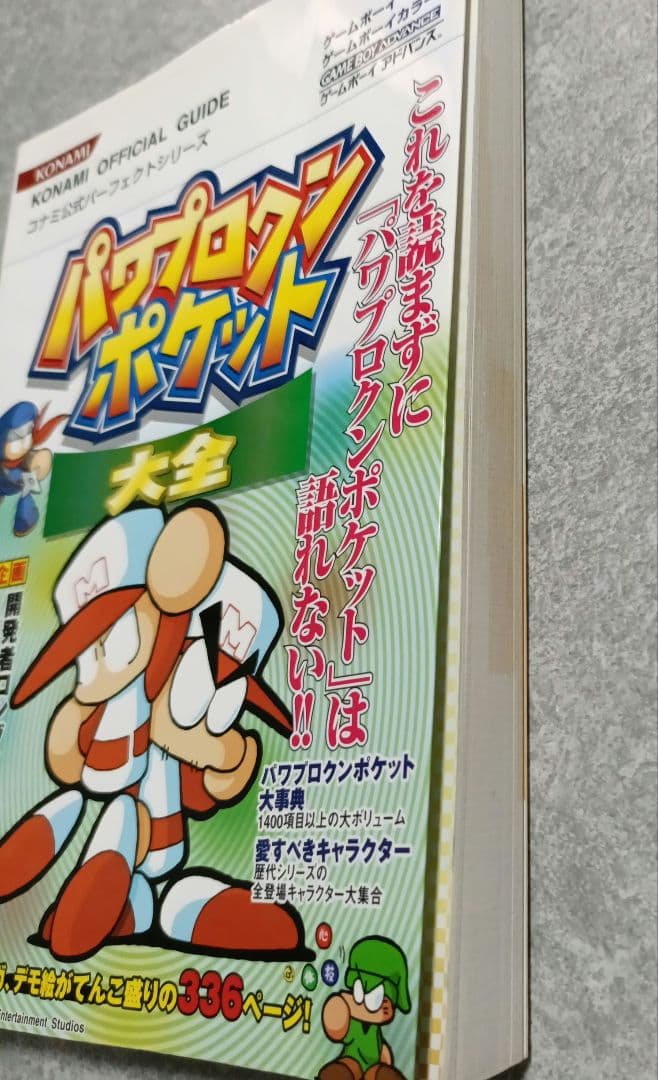 ゲームボーイ
ゲームボーイカラー
GAMEBOY ADVANCE
ゲームボーイ アドバンス™
KONAMI
KONAMI OFFICIAL GUIDE
コナミ公式パーフェクトシリーズ
パワプロクン
ポケット
大全
これを読まずに
「パワプロクンポケット」は
語れない!!
M
M
企画
開発者
パワプロクンポケット
大事典
1400項目以上の大ボリューム
愛すべきキャラクター
歴代シリーズの
全登場キャラクター大集合
心
技
体
デモ絵がてんこ盛りの336ページ!
Entertainment Studios